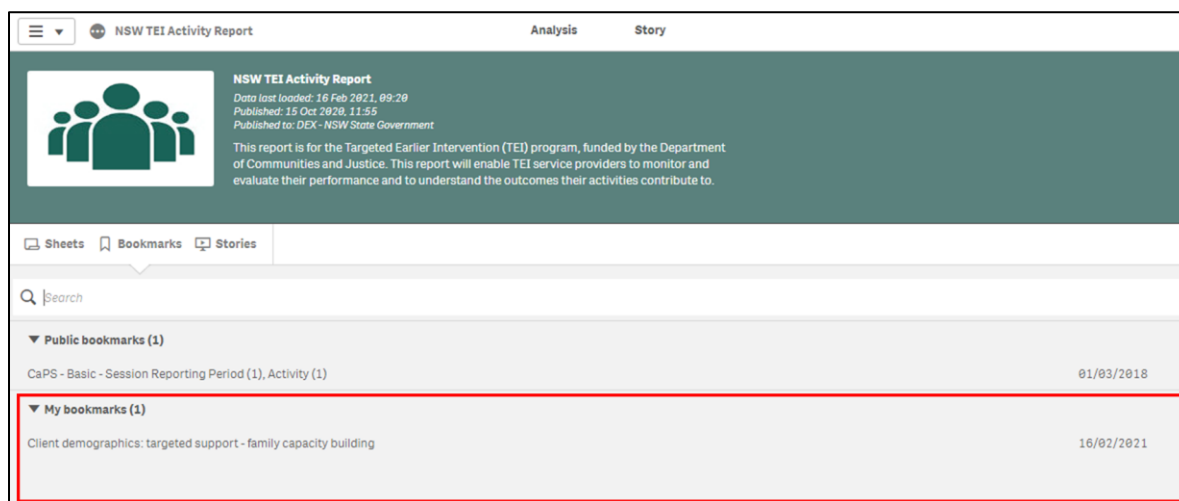 NSW TEI Activity Report
Analysis
Story
NSW TEI Activity Report
Data last loaded: 16 Feb 2021, 09:20
Published: 15 Oct 2020, 11:55
Published to: DEX - NSW State Government
This report is for the Targeted Earlier Intervention (TEI) program, funded by the Department
of Communities and Justice. This report will enable TEI service providers to monitor and
evaluate their performance and to understand the outcomes their activities contribute to.
Sheets Bookmarks Stories
Search
Public bookmarks (1)
CaPS - Basic - Session Reporting Period (1), Activity (1) 01/03/2018
My bookmarks (1)
Client demographics: targeted support - family capacity building 16/02/2021